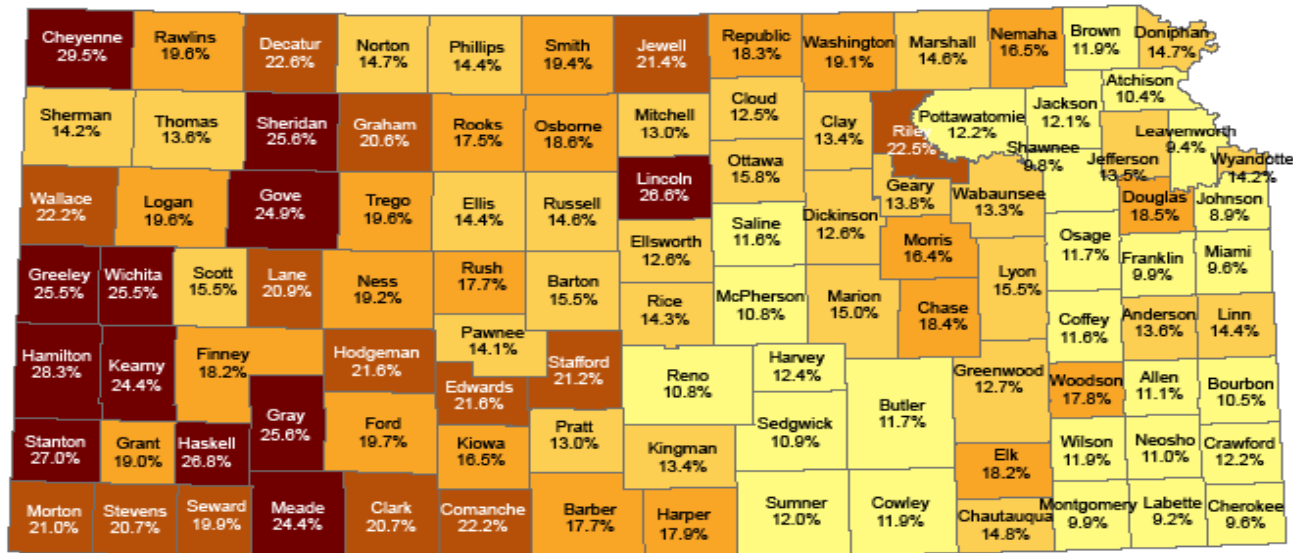 Cheyenne
29.5%
Rawlins
19.6%
Decatur
22.6%
Norton
14.7%
Phillips
14.4%
Smith
19.4%
Jewell
21.4%
Republic
18.3%
Washington
19.1%
Marshall
14.6%
Nemaha
16.5%
Brown
11.9%
Doniphan
14.7%
Atchison
10.4%
Sherman
14.2%
Thomas
13.6%
Sheridan
25.6%
Graham
20.6%
Rooks
17.5%
Osborne
18.6%
Mitchell
13.0%
Cloud
12.5%
Clay
13.4%
Riley
22.5%
Pottawatomie
12.2%
Jackson
12.1%
Shawnee
9.8%
Jefferson
13.5%
Leavenworth
9.4%
Wyandotte
14.2%
Wallace
22.2%
Logan
19.6%
Gove
24.9%
Trego
19.6%
Ellis
14.4%
Russell
14.6%
Lincoln
26.6%
Ottawa
15.8%
Saline
11.6%
Dickinson
12.6%
Geary
13.8%
Wabaunsee
13.3%
Douglas
18.5%
Johnson
8.9%
Ellsworth
12.6%
Morris
16.4%
Osage
11.7%
Franklin
9.9%
Miami
9.6%
Greeley
25.5%
Wichita
25.5%
Scott
15.5%
Lane
20.9%
Ness
19.2%
Rush
17.7%
Barton
15.5%
Rice
14.3%
McPherson
10.8%
Marion
15.0%
Chase
18.4%
Lyon
15.5%
Coffey
11.6%
Anderson
13.6%
Linn
14.4%
Hamilton
28.3%
Kearny
24.4%
Finney
18.2%
Hodgeman
21.6%
Pawnee
14.1%
Edwards
21.6%
Stafford
21.2%
Reno
10.8%
Harvey
12.4%
Sedgwick
10.9%
Butler
11.7%
Greenwood
12.7%
Woodson
17.8%
Allen
11.1%
Bourbon
10.5%
Stanton
27.0%
Grant
19.0%
Haskell
26.8%
Gray
25.6%
Ford
19.7%
Kiowa
16.5%
Pratt
13.0%
Kingman
13.4%
Elk
18.2%
Wilson
11.9%
Neosho
11.0%
Crawford
12.2%
Morton
21.0%
Stevens
20.7%
Seward
19.9%
Meade
24.4%
Clark
20.7%
Comanche
22.2%
Barber
17.7%
Harper
17.9%
Sumner
12.0%
Cowley
11.9%
Chautauqua
14.8%
Montgomery
9.9%
Labette
9.2%
Cherokee
9.6%